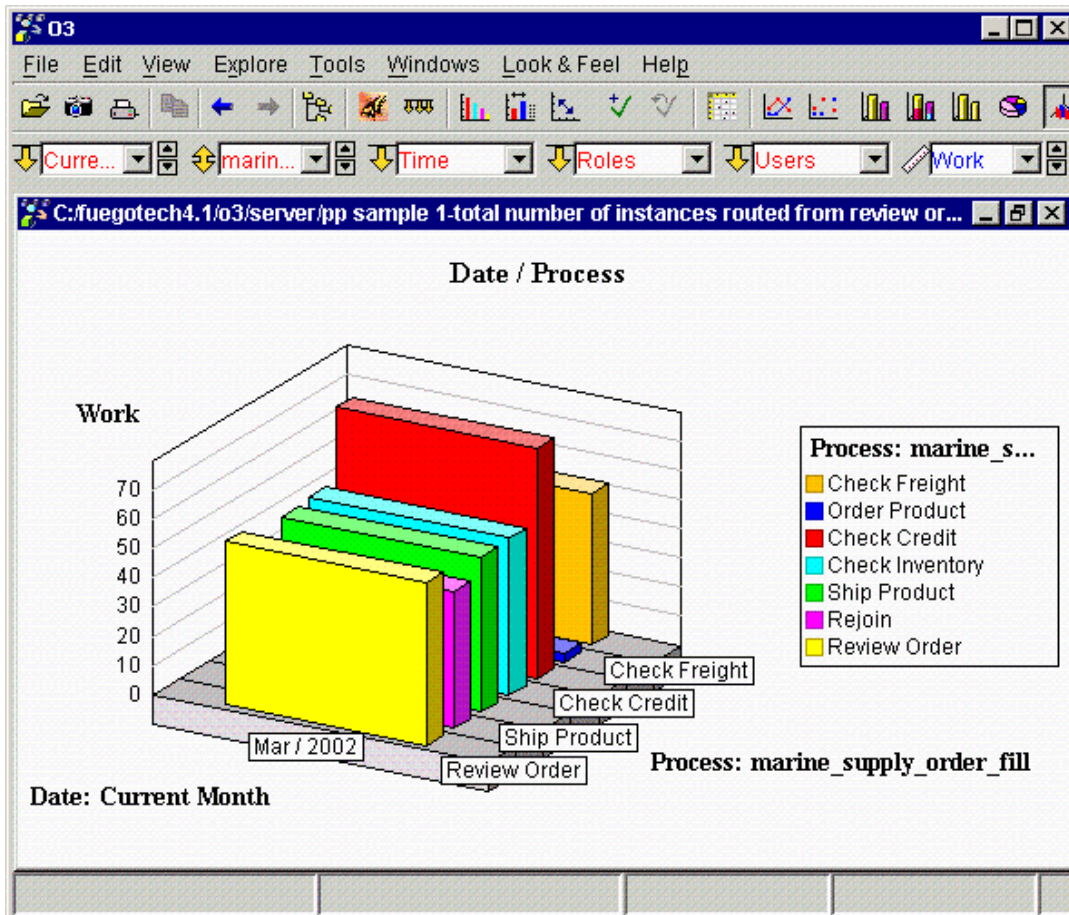 O3
File Edit View Explore Tools Windows Look & Feel Help
Curre... marin... Time Roles Users Work
C:/fuegotech4.1/o3/server/pp sample 1-total number of instances routed from review or...
Date / Process
Work
70
60
50
40
30
20
10
0
Process: marine_s...
Check Freight
Order Product
Check Credit
Check Inventory
Ship Product
Rejoin
Review Order
Check Freight
Check Credit
Ship Product
Mar / 2002
Review Order
Process: marine_supply_order_fill
Date: Current Month